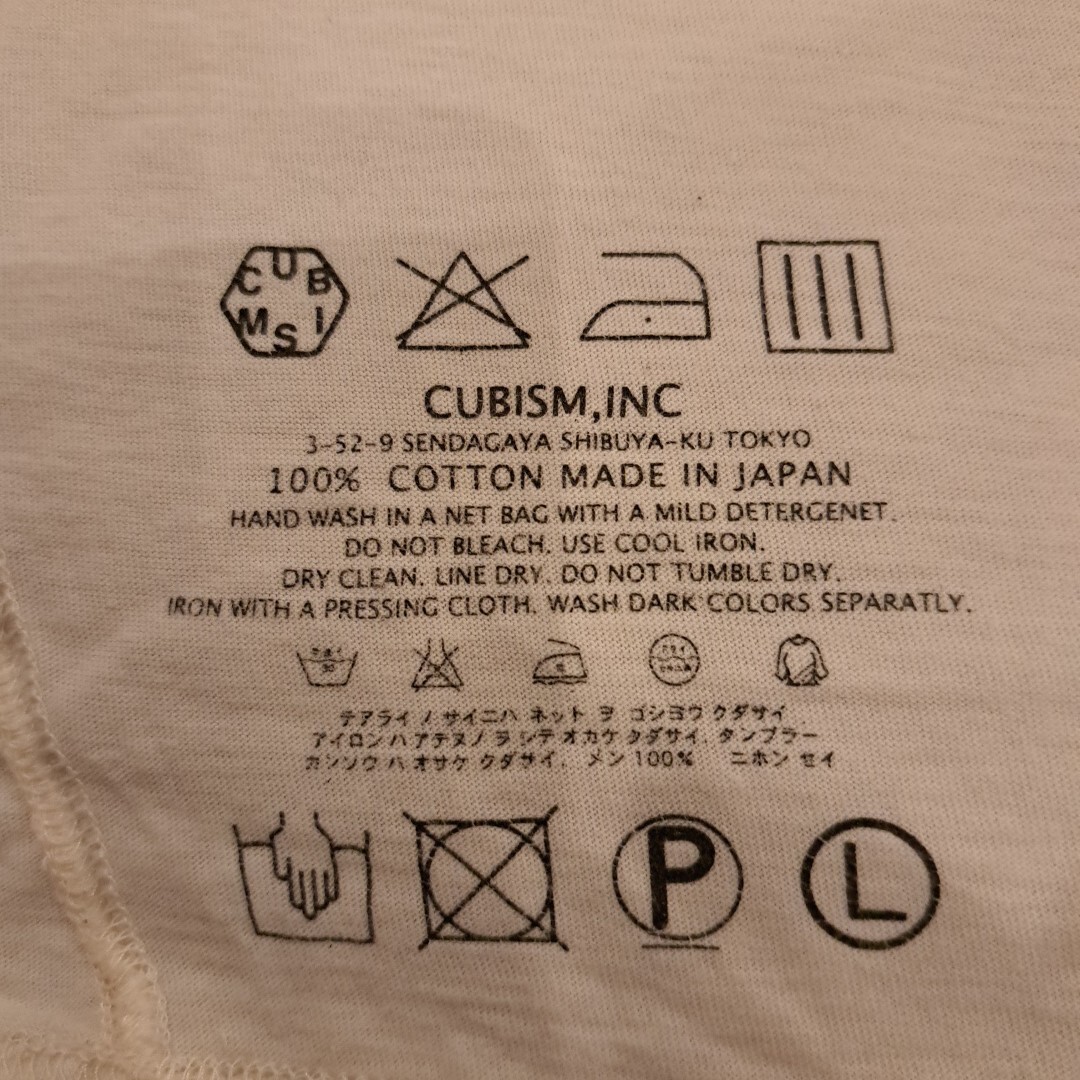 CUBISM
CUBISM,INC
3-52-9 SENDAGAYA SHIBUYA-KU TOKYO
100% COTTON MADE IN JAPAN
HAND WASH IN A NET BAG WITH A MILD DETERGENET.
DO NOT BLEACH. USE COOL IRON.
DRY CLEAN. LINE DRY. DO NOT TUMBLE DRY.
IRON WITH A PRESSING CLOTH. WASH DARK COLORS SEPARATLY.
30
テアライ ノ サイニハ ネット ヲ ゴシヨウ クダサイ
アイロン ハ アテヌノ ヲ シテ オカケ クダサイ. タンブラー
カンソウ ハ オサケ クダサイ. メン 100% ニホン セイ
P L